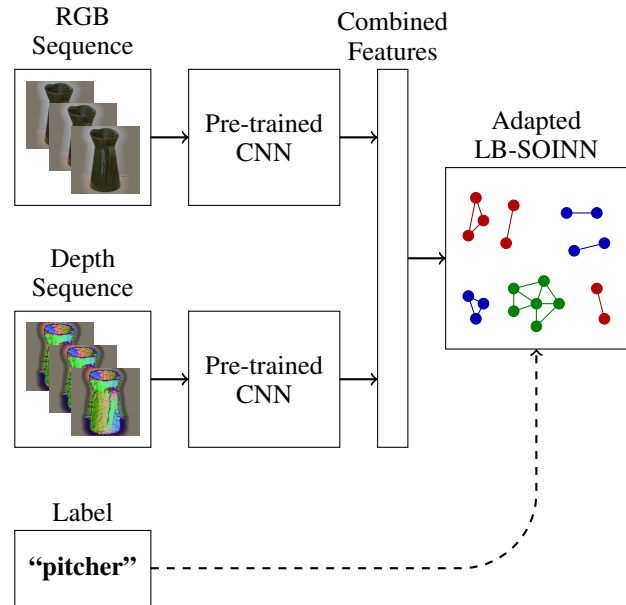 RGB
Sequence
Combined
Features
Pre-trained
CNN
Adapted
LB-SOINN
Depth
Sequence
Pre-trained
CNN
Label
“pitcher”